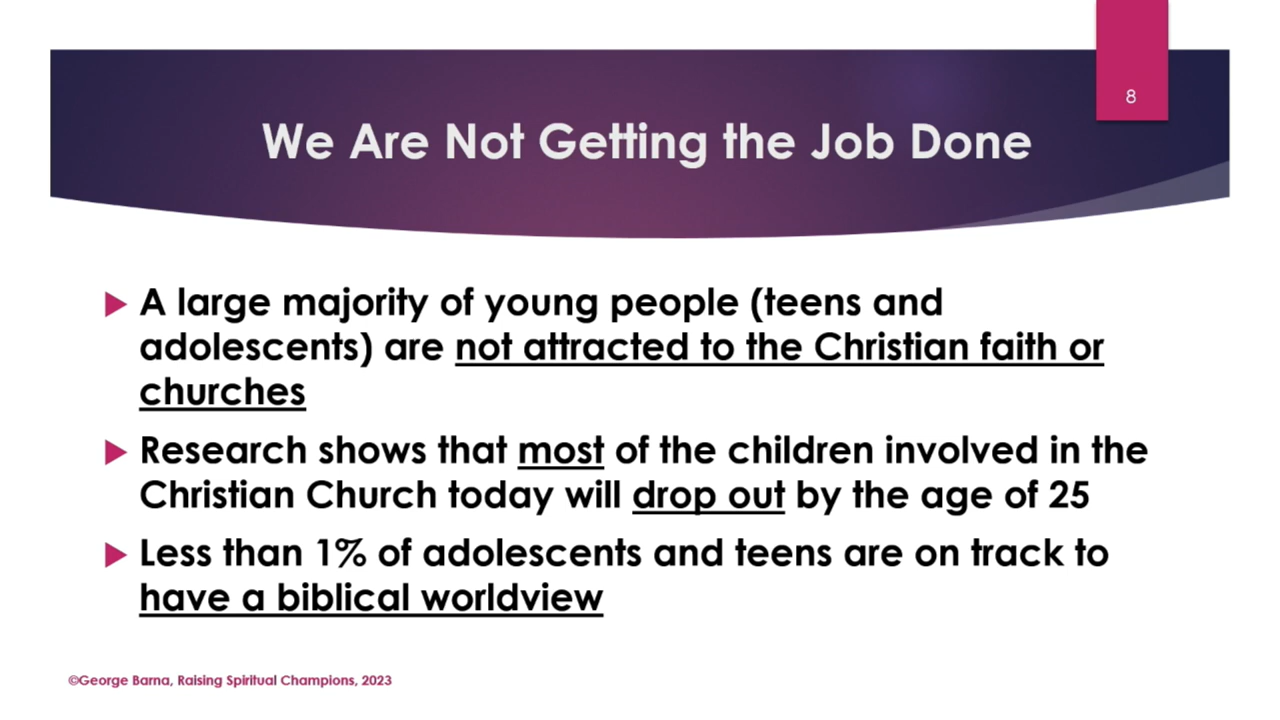 8
We Are Not Getting the Job Done
A large majority of young people (teens and
adolescents) are not attracted to the Christian faith or
churches
Research shows that most of the children involved in the
Christian Church today will drop out by the age of 25
Less than 1% of adolescents and teens are on track to
have a biblical worldview
©George Barna, Raising Spiritual Champions, 2023